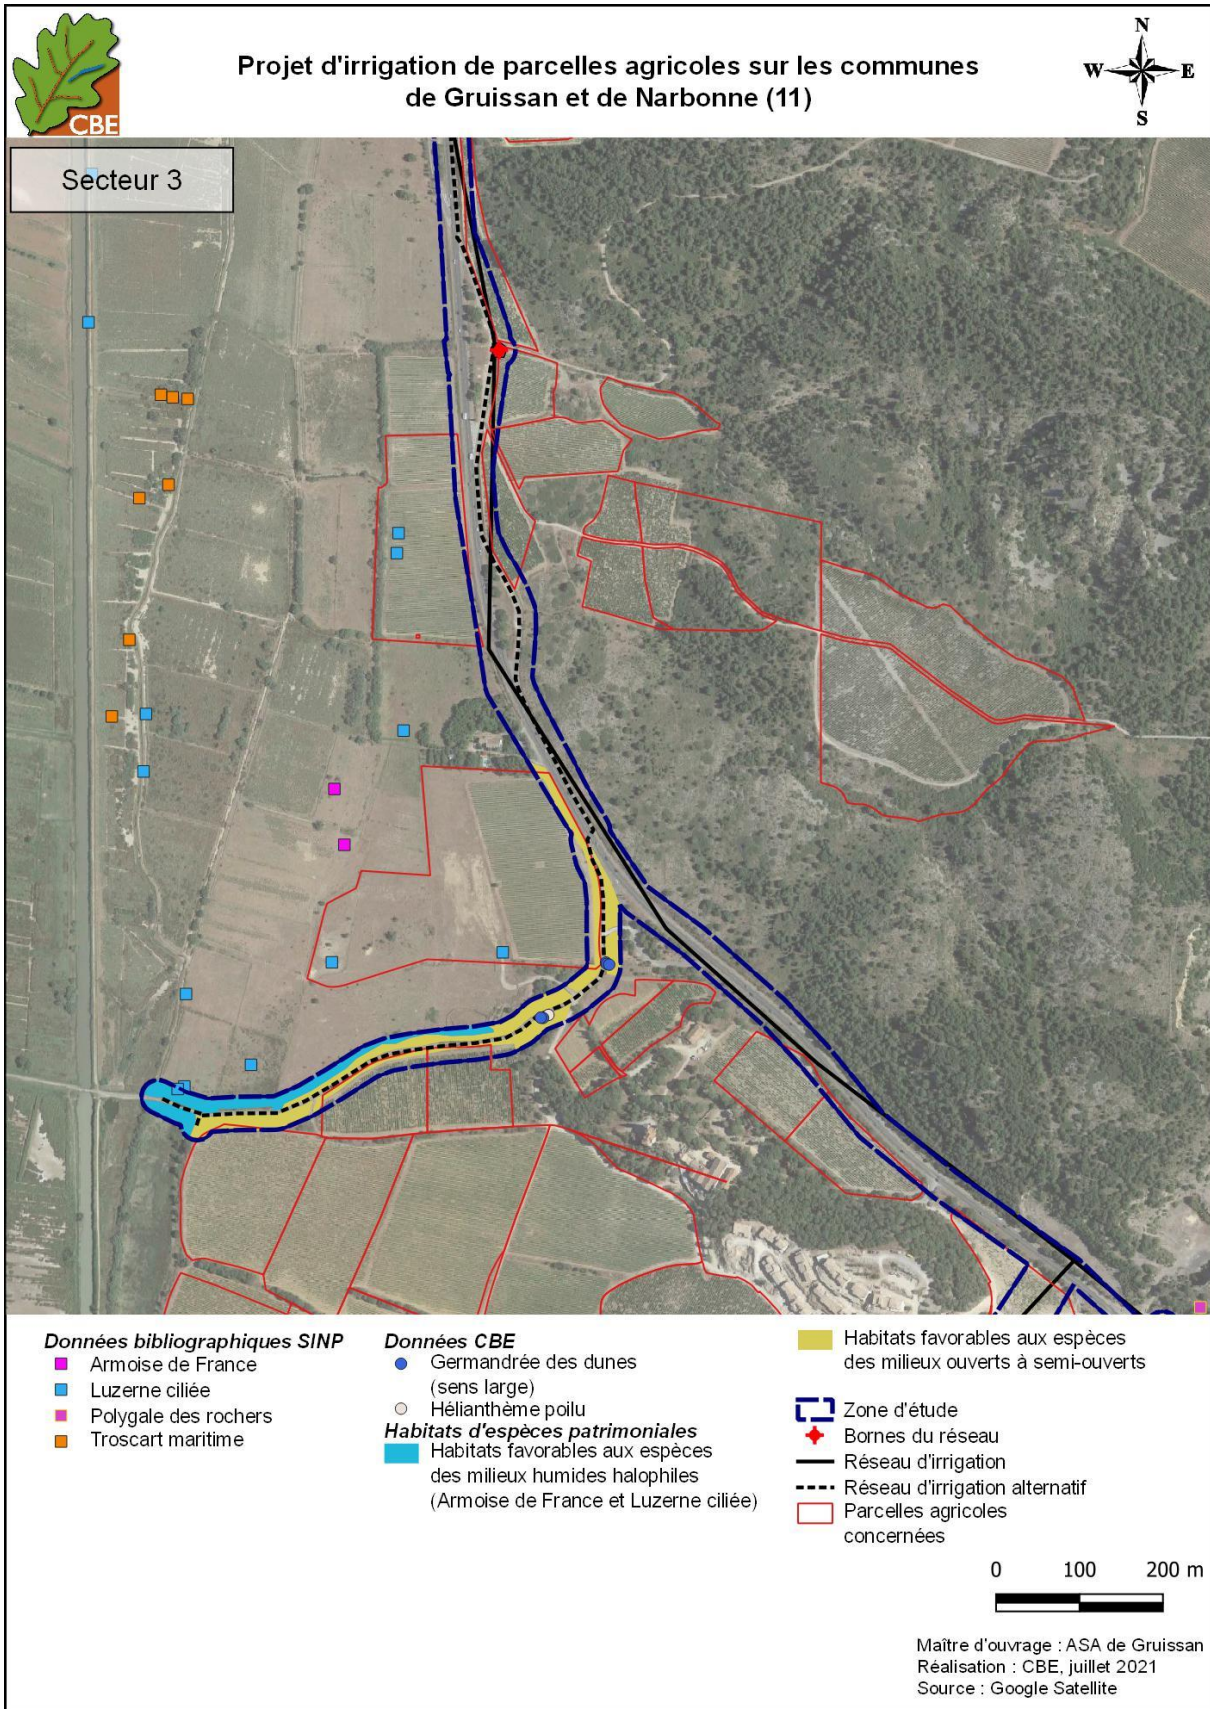 CBE
Projet d'irrigation de parcelles agricoles sur les communes
de Gruissan et de Narbonne (11)
N
W
E
S
Secteur 3
Données bibliographiques SINP
Armoise de France
Luzerne ciliée
Polygale des rochers
Troscart maritime
Données CBE
Germandrée des dunes
(sens large)
Hélianthème poilu
Habitats d'espèces patrimoniales
Habitats favorables aux espèces
des milieux humides halophiles
(Armoise de France et Luzerne ciliée)
Habitats favorables aux espèces
des milieux ouverts à semi-ouverts
Zone d'étude
Bornes du réseau
Réseau d'irrigation
Réseau d'irrigation alternatif
Parcelles agricoles
concernées
0 100 200 m
Maître d'ouvrage : ASA de Gruissan
Réalisation : CBE, juillet 2021
Source : Google Satellite